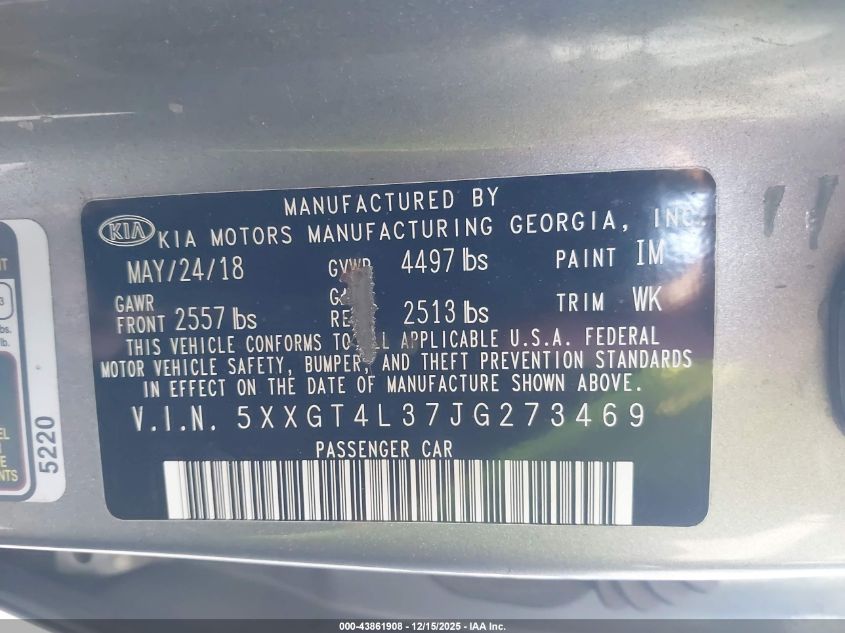 MANUFACTURED BY
KIA KIA MOTORS MANUFACTURING GEORGIA, INC.
MAY/24/18 GVWR 4497 lbs PAINT IM
GAWR
FRONT 2557 lbs 2513 lbs TRIM WK
THIS VEHICLE CONFORMS TO ALL APPLICABLE U.S.A. FEDERAL
MOTOR VEHICLE SAFETY, BUMPER, AND THEFT PREVENTION STANDARDS
IN EFFECT ON THE DATE OF MANUFACTURE SHOWN ABOVE.
V.I.N. 5XXGT4L37JG273469
PASSENGER CAR
5220
000-43861908 - 12/15/2025 - IAA Inc.